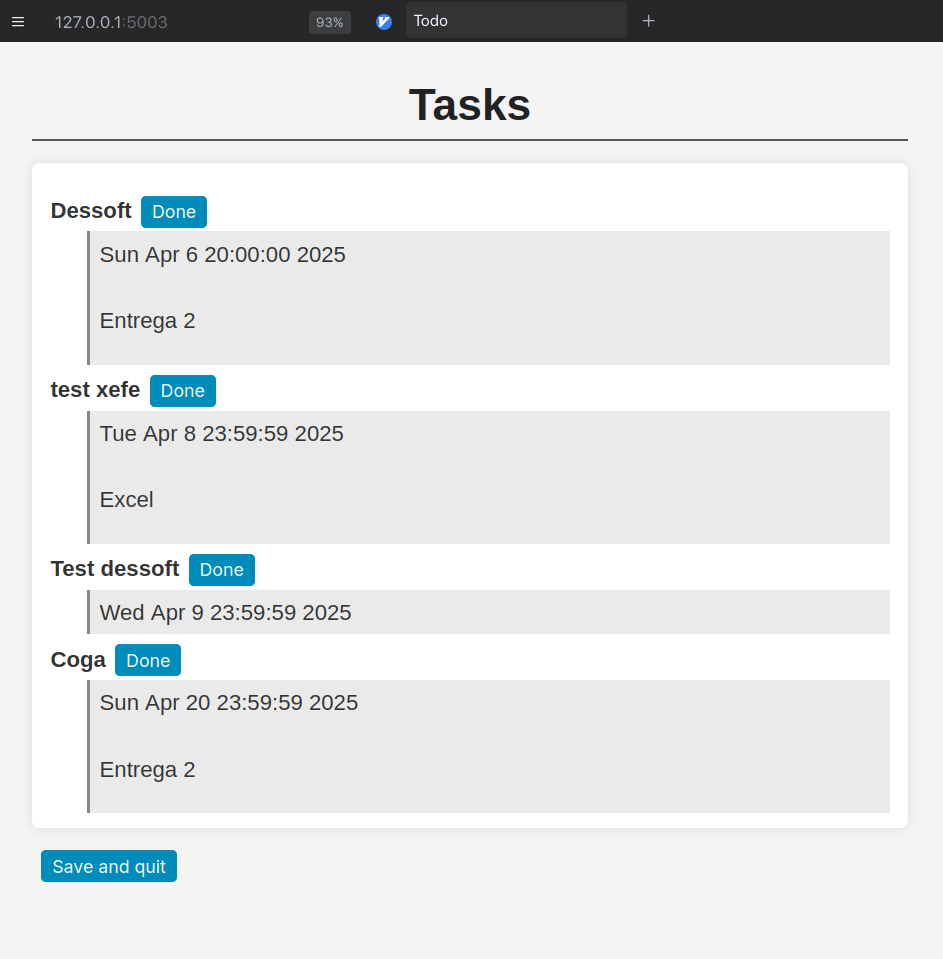 127.0.0.1:5003
93%
Todo
Tasks
Dessoft Done
Sun Apr 6 20:00:00 2025
Entrega 2
test xefe Done
Tue Apr 8 23:59:59 2025
Excel
Test dessoft Done
Wed Apr 9 23:59:59 2025
Coga Done
Sun Apr 20 23:59:59 2025
Entrega 2
Save and quit